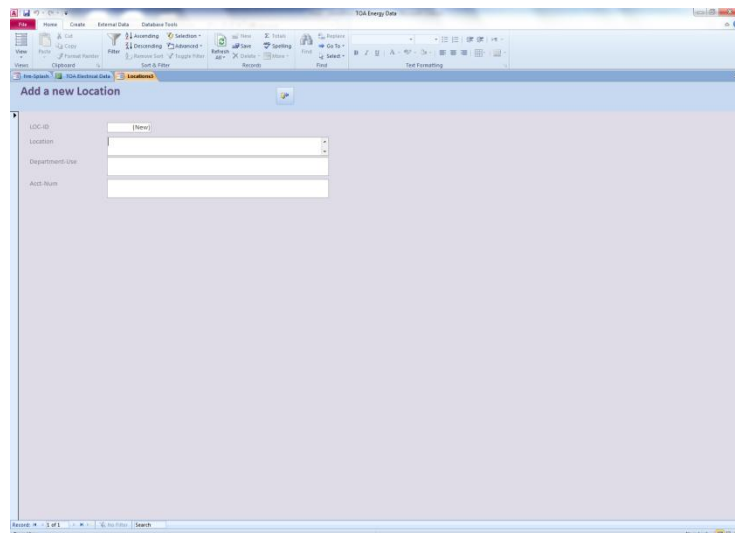 TOA Energy Data
File Home Create External Data Database Tools
View Paste Cut Copy Format Painter Filter Ascending Descending Remove Sort Selection Advanced Toggle Filter Refresh All New Save Delete Totals Spelling More Find Replace Go To Select
Views Clipboard Sort & Filter Records Find Text Formatting
frm-Splash TOA Electrical Data Locations3
Add a new Location
LOC-ID (New)
Location
Department-Use
Acct-Num
Record: 1 of 1 No Filter Search